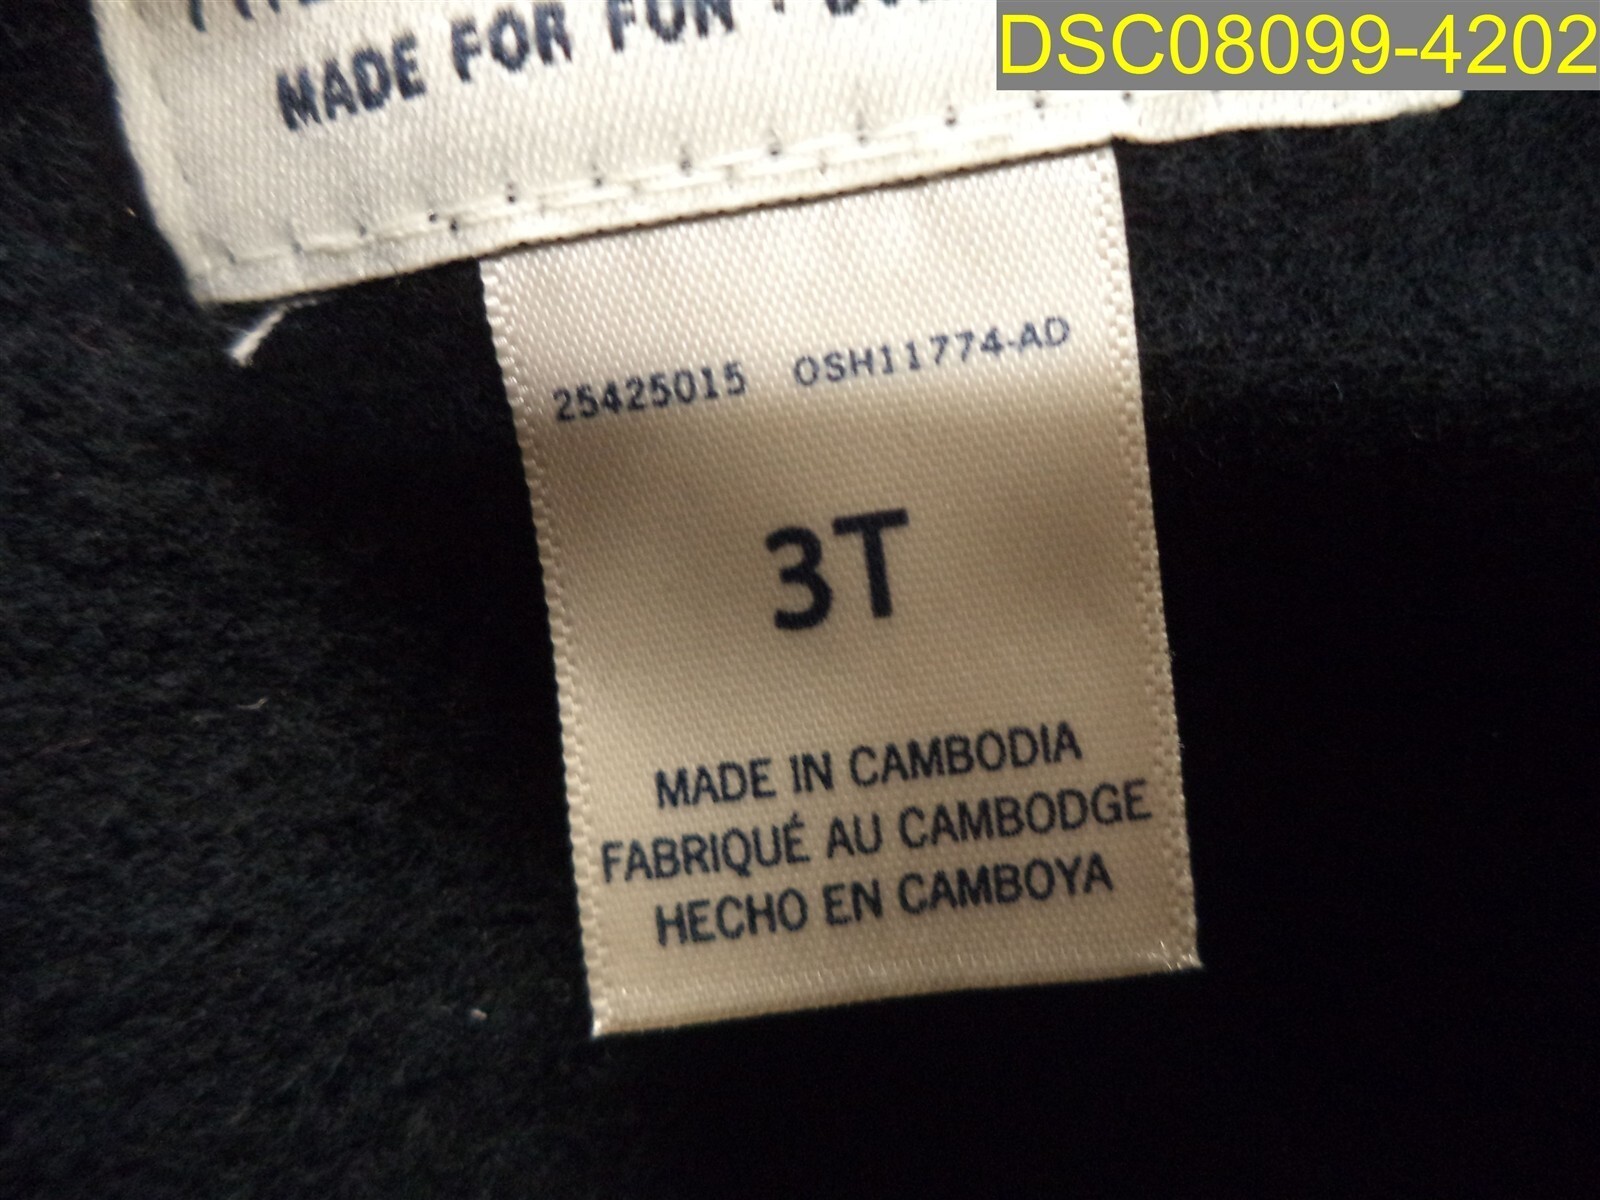 DSC08099-4202
MADE FOR FUN
25425015 OSH11774-AD
3T
MADE IN CAMBODIA
FABRIQUÉ AU CAMBODGE
HECHO EN CAMBOYA